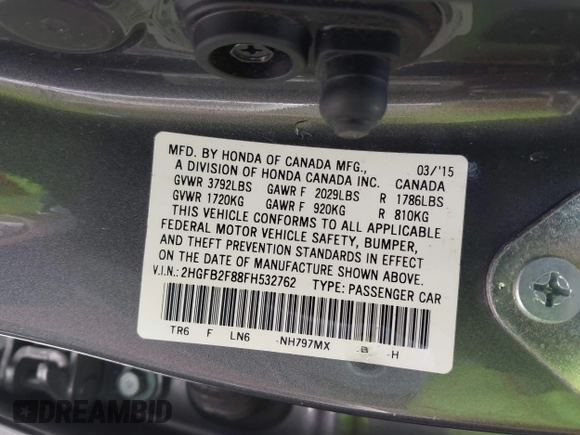 MFD. BY HONDA OF CANADA MFG., 03/'15
A DIVISION OF HONDA CANADA INC. CANADA
GVWR 3792LBS GAWR F 2029LBS R 1786LBS
GVWR 1720KG GAWR F 920KG R 810KG
THIS VEHICLE CONFORMS TO ALL APPLICABLE
FEDERAL MOTOR VEHICLE SAFETY, BUMPER,
AND THEFT PREVENTION STANDARDS IN EFFECT
ON THE DATE OF MANUFACTURE SHOWN ABOVE.
V.I.N.: 2HGFB2F88FH532762 TYPE: PASSENGER CAR
TR6 F LN6 -NH797MX -H
DREAMBID